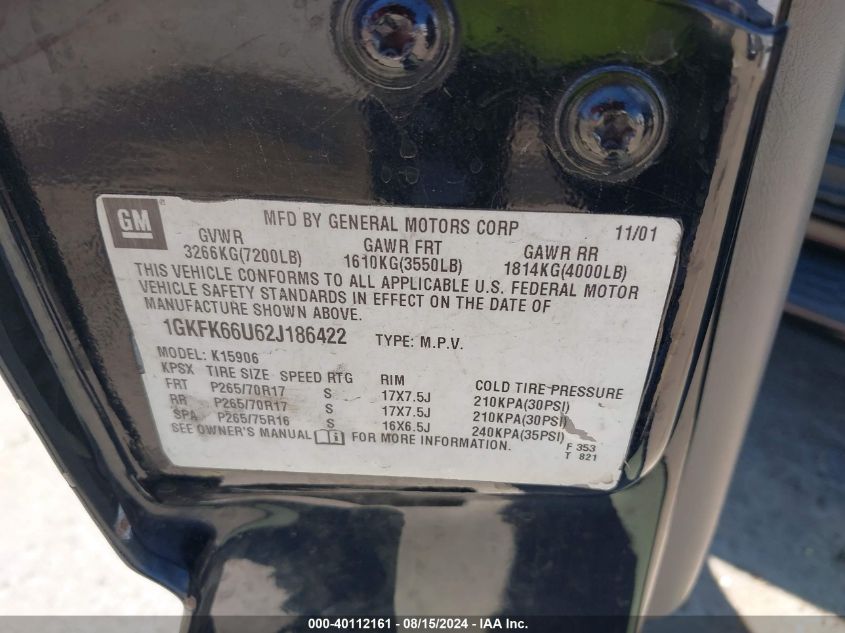 GM
MFD BY GENERAL MOTORS CORP 11/01
GVWR GAWR FRT GAWR RR
3266KG(7200LB) 1610KG(3550LB) 1814KG(4000LB)
THIS VEHICLE CONFORMS TO ALL APPLICABLE U.S. FEDERAL MOTOR
VEHICLE SAFETY STANDARDS IN EFFECT ON THE DATE OF
MANUFACTURE SHOWN ABOVE.
1GKFK66U62J186422 TYPE: M.P.V.
MODEL: K15906
KPSX TIRE SIZE SPEED RTG RIM COLD TIRE PRESSURE
FRT P265/70R17 S 17X7.5J 210KPA(30PSI)
RR P265/70R17 S 17X7.5J 210KPA(30PSI)
SPA P265/75R16 S 16X6.5J 240KPA(35PSI)
SEE OWNER'S MANUAL FOR MORE INFORMATION.
F 353
T 821
000-40112161 - 08/15/2024 - IAA Inc.